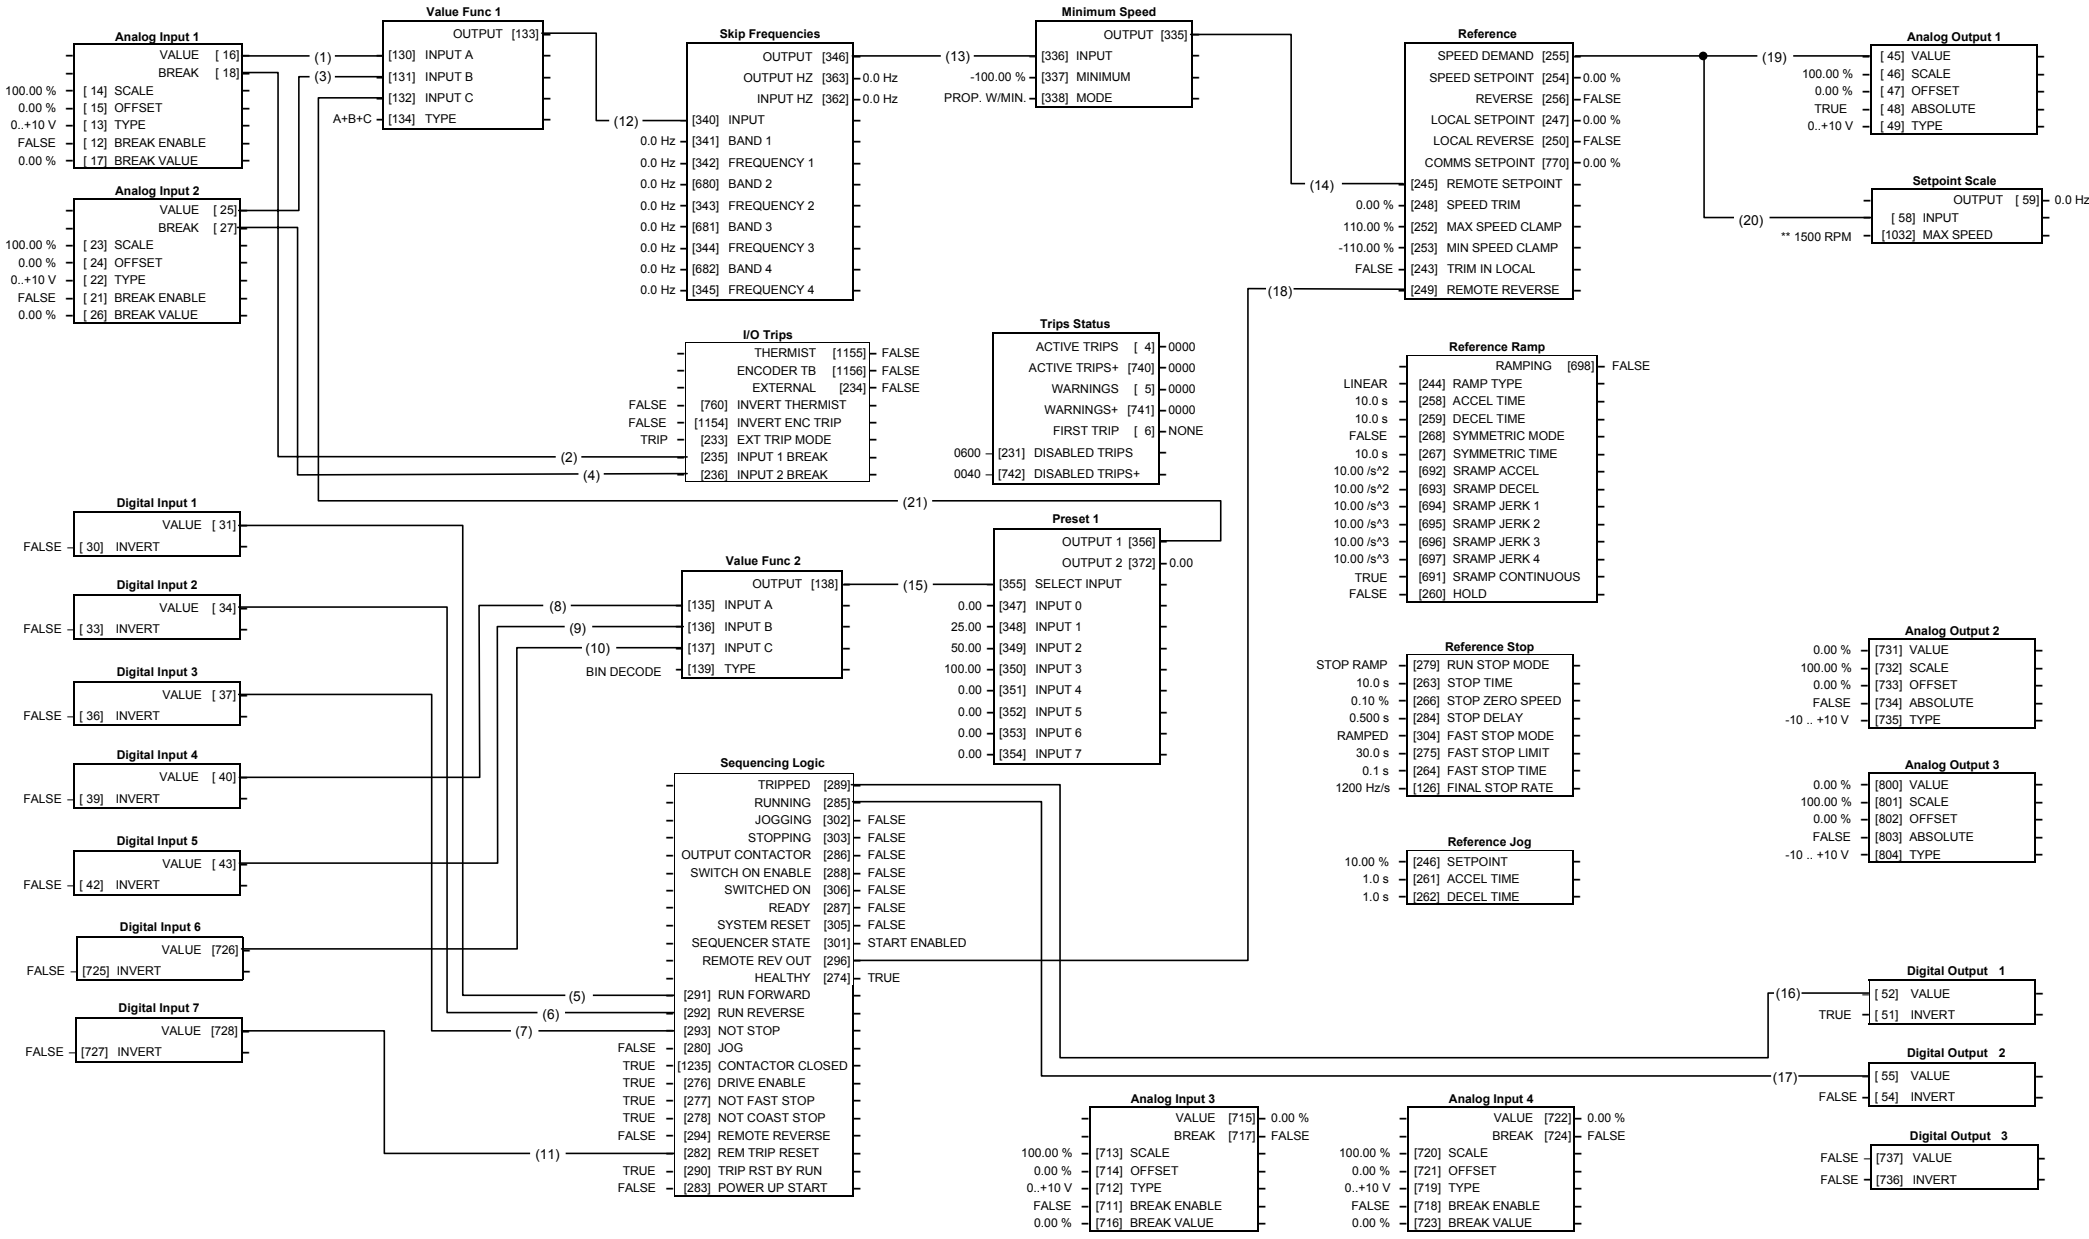 Analog Input 1
VALUE [ 16]
BREAK [ 18]
100.00 % [ 14] SCALE
0.00 % [ 15] OFFSET
0..+10 V [ 13] TYPE
FALSE [ 12] BREAK ENABLE
0.00 % [ 17] BREAK VALUE
Analog Input 2
VALUE [ 25]
BREAK [ 27]
100.00 % [ 23] SCALE
0.00 % [ 24] OFFSET
0..+10 V [ 22] TYPE
FALSE [ 21] BREAK ENABLE
0.00 % [ 26] BREAK VALUE
(1)
(3)
Value Func 1
OUTPUT [133]
[130] INPUT A
[131] INPUT B
[132] INPUT C
A+B+C [134] TYPE
(12)
Skip Frequencies
OUTPUT [346]
OUTPUT HZ [363] 0.0 Hz
INPUT HZ [362] 0.0 Hz
[340] INPUT
0.0 Hz [341] BAND 1
0.0 Hz [342] FREQUENCY 1
0.0 Hz [680] BAND 2
0.0 Hz [343] FREQUENCY 2
0.0 Hz [681] BAND 3
0.0 Hz [344] FREQUENCY 3
0.0 Hz [682] BAND 4
0.0 Hz [345] FREQUENCY 4
(13)
Minimum Speed
OUTPUT [335]
[336] INPUT
-100.00 % [337] MINIMUM
PROP. W/MIN. [338] MODE
(14)
Reference
SPEED DEMAND [255]
SPEED SETPOINT [254] 0.00 %
REVERSE [256] FALSE
LOCAL SETPOINT [247] 0.00 %
LOCAL REVERSE [250] FALSE
COMMS SETPOINT [770] 0.00 %
[245] REMOTE SETPOINT
0.00 % [248] SPEED TRIM
110.00 % [252] MAX SPEED CLAMP
-110.00 % [253] MIN SPEED CLAMP
FALSE [243] TRIM IN LOCAL
[249] REMOTE REVERSE
(18)
(19)
Analog Output 1
[ 45] VALUE
100.00 % [ 46] SCALE
0.00 % [ 47] OFFSET
TRUE [ 48] ABSOLUTE
0..+10 V [ 49] TYPE
(20)
Setpoint Scale
OUTPUT [ 59] 0.0 Hz
[ 58] INPUT
** 1500 RPM [1032] MAX SPEED
I/O Trips
THERMIST [1155] FALSE
ENCODER TB [1156] FALSE
EXTERNAL [234] FALSE
FALSE [760] INVERT THERMIST
FALSE [1154] INVERT ENC TRIP
TRIP [233] EXT TRIP MODE
(2) [235] INPUT 1 BREAK
(4) [236] INPUT 2 BREAK
Trips Status
ACTIVE TRIPS [ 4] 0000
ACTIVE TRIPS+ [740] 0000
WARNINGS [ 5] 0000
WARNINGS+ [741] 0000
FIRST TRIP [ 6] NONE
0600 [231] DISABLED TRIPS
0040 [742] DISABLED TRIPS+
Reference Ramp
RAMPING [698] FALSE
LINEAR [244] RAMP TYPE
10.0 s [258] ACCEL TIME
10.0 s [259] DECEL TIME
FALSE [268] SYMMETRIC MODE
10.0 s [267] SYMMETRIC TIME
10.00 /s^2 [692] SRAMP ACCEL
10.00 /s^2 [693] SRAMP DECEL
10.00 /s^3 [694] SRAMP JERK 1
10.00 /s^3 [695] SRAMP JERK 2
10.00 /s^3 [696] SRAMP JERK 3
10.00 /s^3 [697] SRAMP JERK 4
TRUE [691] SRAMP CONTINUOUS
FALSE [260] HOLD
(21)
Digital Input 1
VALUE [ 31]
FALSE [ 30] INVERT
Digital Input 2
VALUE [ 34]
FALSE [ 33] INVERT
Digital Input 3
VALUE [ 37]
FALSE [ 36] INVERT
Digital Input 4
VALUE [ 40]
FALSE [ 39] INVERT
Digital Input 5
VALUE [ 43]
FALSE [ 42] INVERT
Digital Input 6
VALUE [726]
FALSE [725] INVERT
Digital Input 7
VALUE [728]
FALSE [727] INVERT
Value Func 2
OUTPUT [138]
(8) [135] INPUT A
(9) [136] INPUT B
(10) [137] INPUT C
BIN DECODE [139] TYPE
(15)
Preset 1
OUTPUT 1 [356]
OUTPUT 2 [372] 0.00
[355] SELECT INPUT
0.00 [347] INPUT 0
25.00 [348] INPUT 1
50.00 [349] INPUT 2
100.00 [350] INPUT 3
0.00 [351] INPUT 4
0.00 [352] INPUT 5
0.00 [353] INPUT 6
0.00 [354] INPUT 7
Reference Stop
STOP RAMP [279] RUN STOP MODE
10.0 s [263] STOP TIME
0.10 % [266] STOP ZERO SPEED
0.500 s [284] STOP DELAY
RAMPED [304] FAST STOP MODE
30.0 s [275] FAST STOP LIMIT
0.1 s [264] FAST STOP TIME
1200 Hz/s [126] FINAL STOP RATE
Analog Output 2
0.00 % [731] VALUE
100.00 % [732] SCALE
0.00 % [733] OFFSET
FALSE [734] ABSOLUTE
-10 .. +10 V [735] TYPE
Analog Output 3
0.00 % [800] VALUE
100.00 % [801] SCALE
0.00 % [802] OFFSET
FALSE [803] ABSOLUTE
-10 .. +10 V [804] TYPE
Reference Jog
10.00 % [246] SETPOINT
1.0 s [261] ACCEL TIME
1.0 s [262] DECEL TIME
Sequencing Logic
TRIPPED [289]
RUNNING [285]
JOGGING [302] FALSE
STOPPING [303] FALSE
OUTPUT CONTACTOR [286] FALSE
SWITCH ON ENABLE [288] FALSE
SWITCHED ON [306] FALSE
READY [287] FALSE
SYSTEM RESET [305] FALSE
SEQUENCER STATE [301] START ENABLED
REMOTE REV OUT [296]
HEALTHY [274] TRUE
(5) [291] RUN FORWARD
(6) [292] RUN REVERSE
(7) [293] NOT STOP
FALSE [280] JOG
TRUE [1235] CONTACTOR CLOSED
TRUE [276] DRIVE ENABLE
TRUE [277] NOT FAST STOP
TRUE [278] NOT COAST STOP
FALSE [294] REMOTE REVERSE
(11) [282] REM TRIP RESET
TRUE [290] TRIP RST BY RUN
FALSE [283] POWER UP START
Analog Input 3
VALUE [715] 0.00 %
BREAK [717] FALSE
100.00 % [713] SCALE
0.00 % [714] OFFSET
0..+10 V [712] TYPE
FALSE [711] BREAK ENABLE
0.00 % [716] BREAK VALUE
Analog Input 4
VALUE [722] 0.00 %
BREAK [724] FALSE
100.00 % [720] SCALE
0.00 % [721] OFFSET
0..+10 V [719] TYPE
FALSE [718] BREAK ENABLE
0.00 % [723] BREAK VALUE
Digital Output 1
(16) [ 52] VALUE
TRUE [ 51] INVERT
Digital Output 2
(17) [ 55] VALUE
FALSE [ 54] INVERT
Digital Output 3
FALSE [737] VALUE
FALSE [736] INVERT